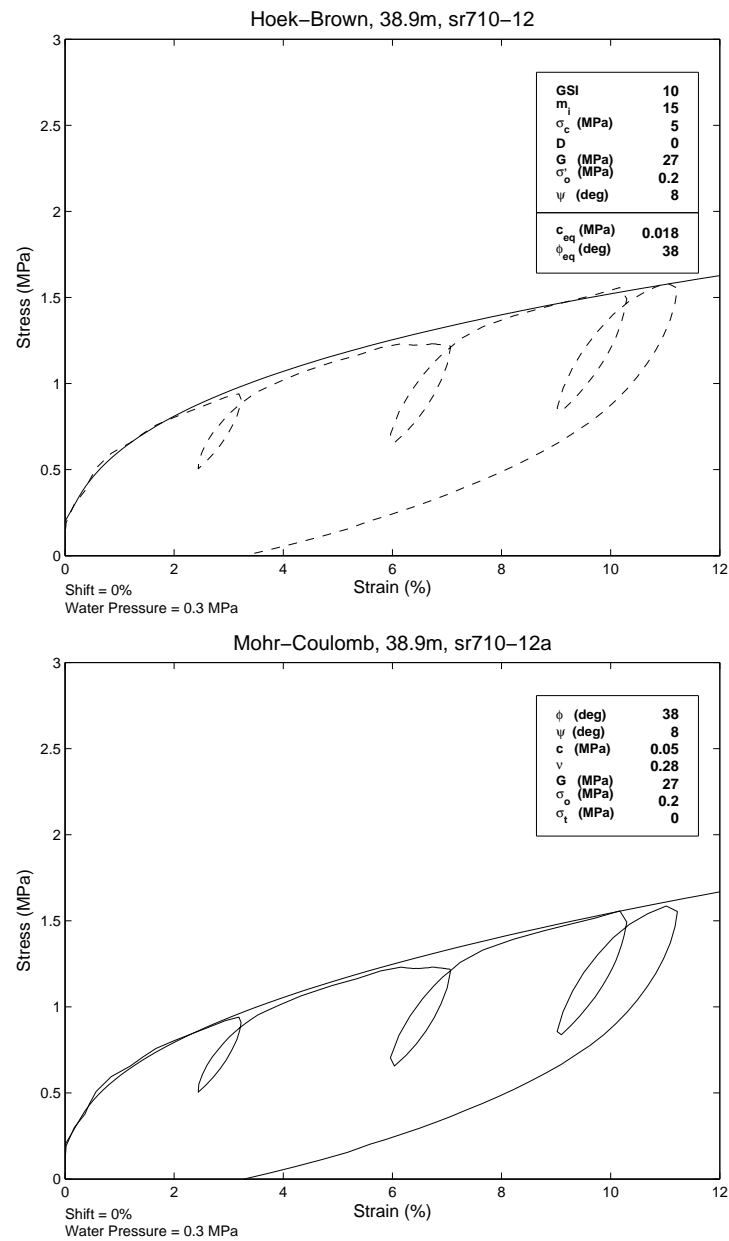 Hoek−Brown, 38.9m, sr710−12
3
2.5
2
1.5
1
0.5
0
Stress (MPa)
GSI 10
m_i 15
σ_c (MPa) 5
D 0
G (MPa) 27
σ'_o (MPa) 0.2
ψ (deg) 8
c_eq (MPa) 0.018
ϕ_eq (deg) 38
0 2 4 6 8 10 12
Strain (%)
Shift = 0%
Water Pressure = 0.3 MPa
Mohr−Coulomb, 38.9m, sr710−12a
3
2.5
2
1.5
1
0.5
0
Stress (MPa)
ϕ (deg) 38
ψ (deg) 8
c (MPa) 0.05
ν 0.28
G (MPa) 27
σ_o (MPa) 0.2
σ_t (MPa) 0
0 2 4 6 8 10 12
Strain (%)
Shift = 0%
Water Pressure = 0.3 MPa